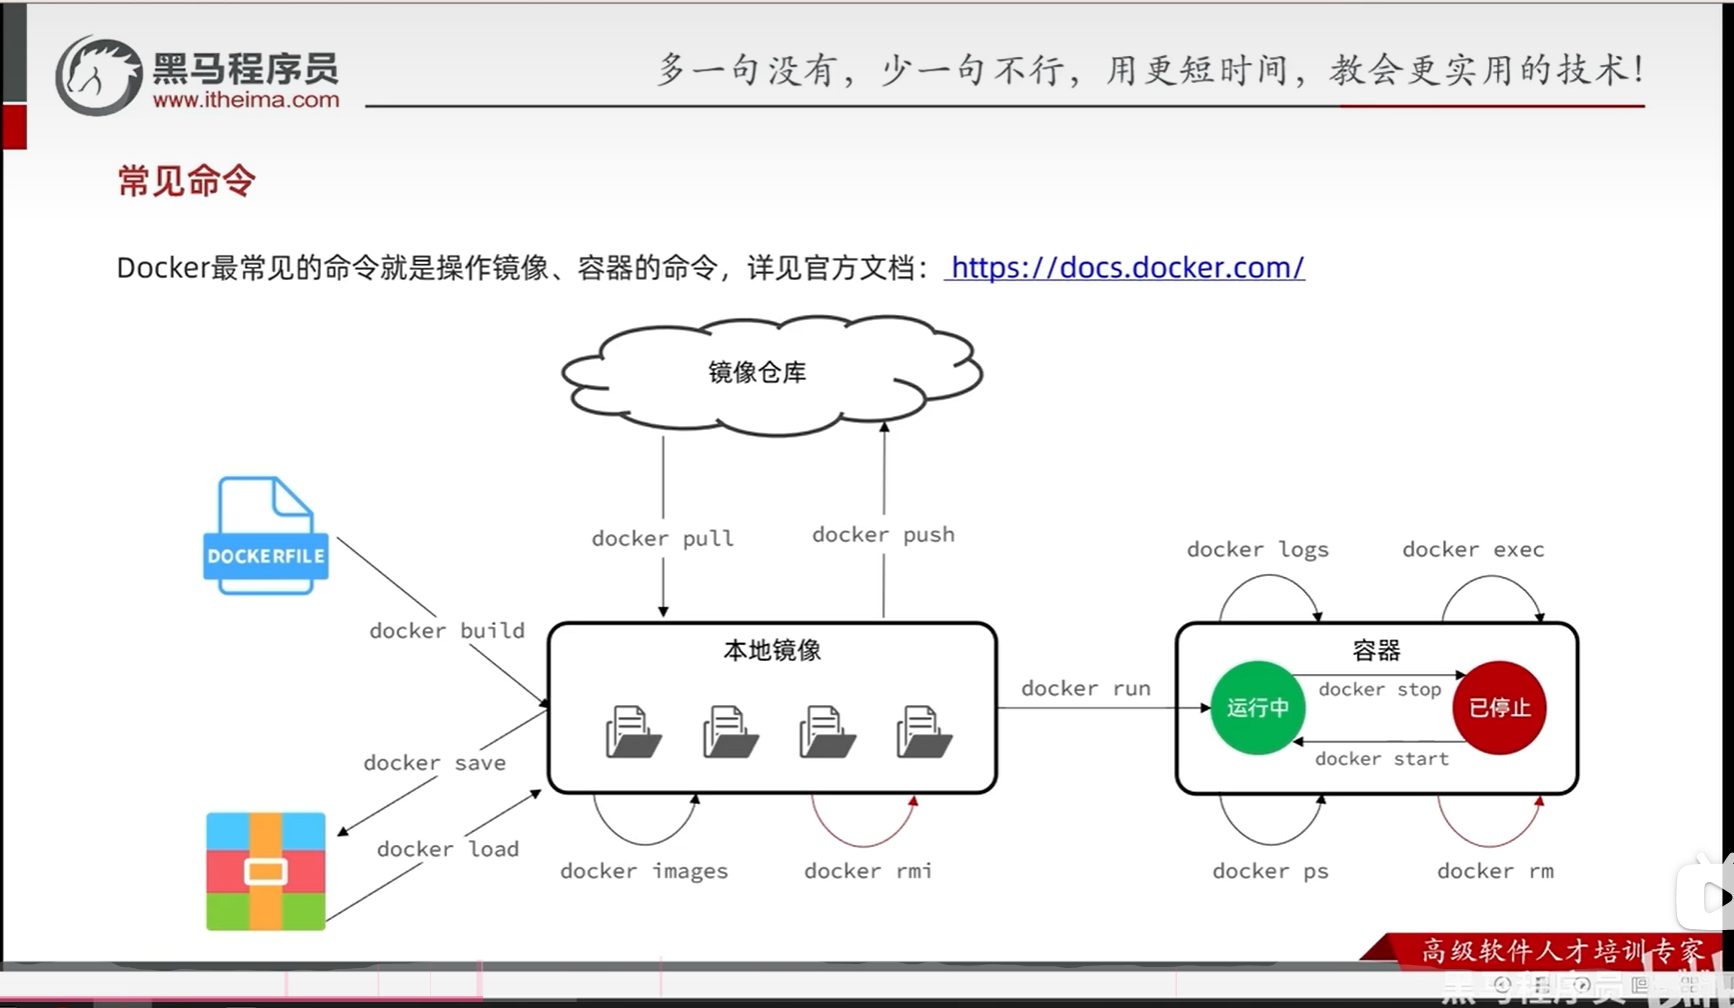 黑马程序员
www.itheima.com
多一句没有，少一句不行，用更短时间，教会更实用的技术！
常见命令
Docker最常见的命令就是操作镜像、容器的命令，详见官方文档： https://docs.docker.com/
镜像仓库
DOCKERFILE
docker pull
docker push
docker logs
docker exec
docker build
本地镜像
容器
docker run
运行中
docker stop
已停止
docker start
docker save
docker load
docker images
docker rmi
docker ps
docker rm
高级软件人才培训专家
黑马程序员